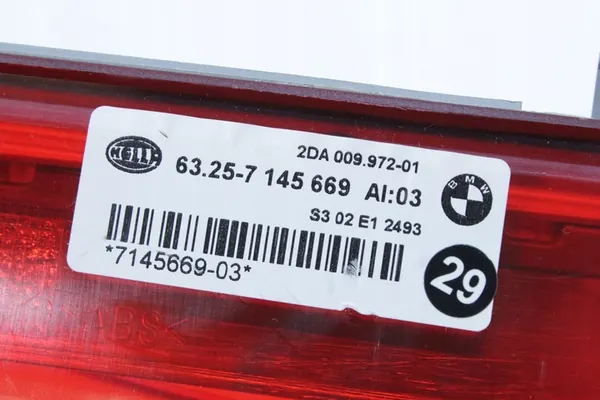 HELLA
2DA 009.972-01
63.25-7 145 669 AI:03
BMW
S3 02 E1 2493
*7145669-03*
29
>ABS<